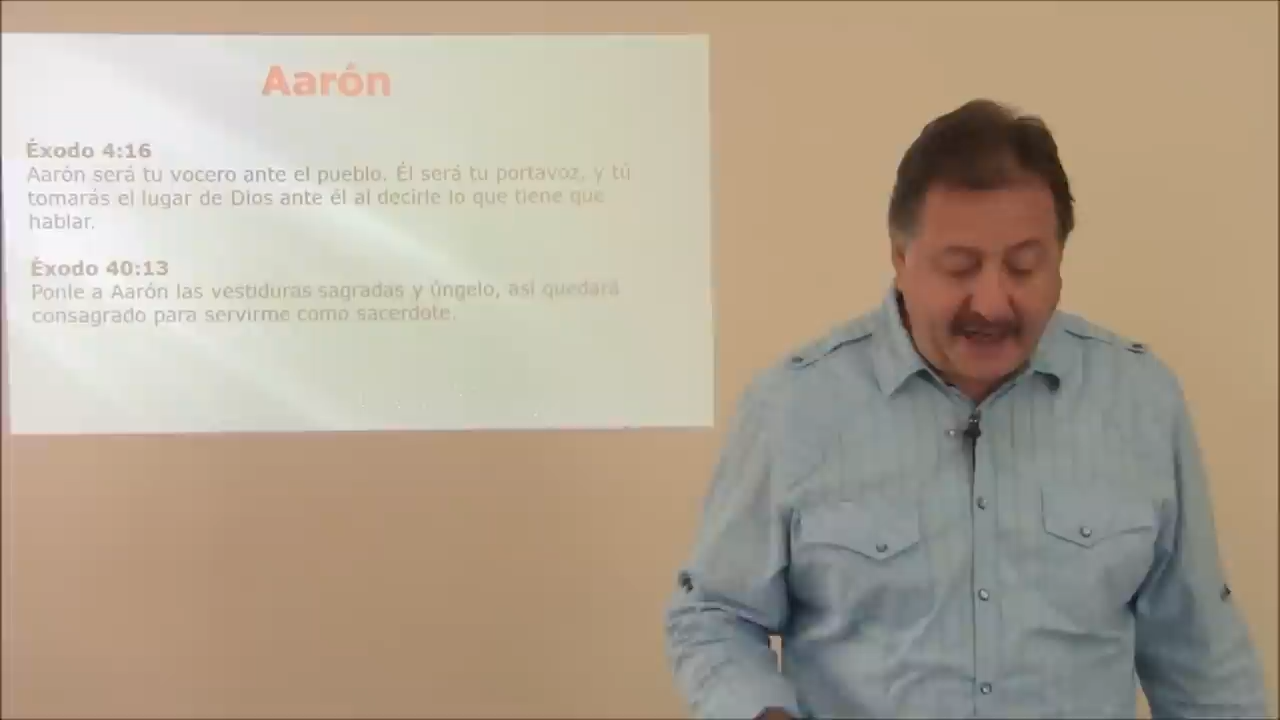 Aarón
Éxodo 4:16
Aarón será tu vocero ante el pueblo. Él será tu portavoz, y tú
tomarás el lugar de Dios ante él al decirle lo que tiene que
hablar.
Éxodo 40:13
Ponle a Aarón las vestiduras sagradas y úngelo, así quedará
consagrado para servirme como sacerdote.